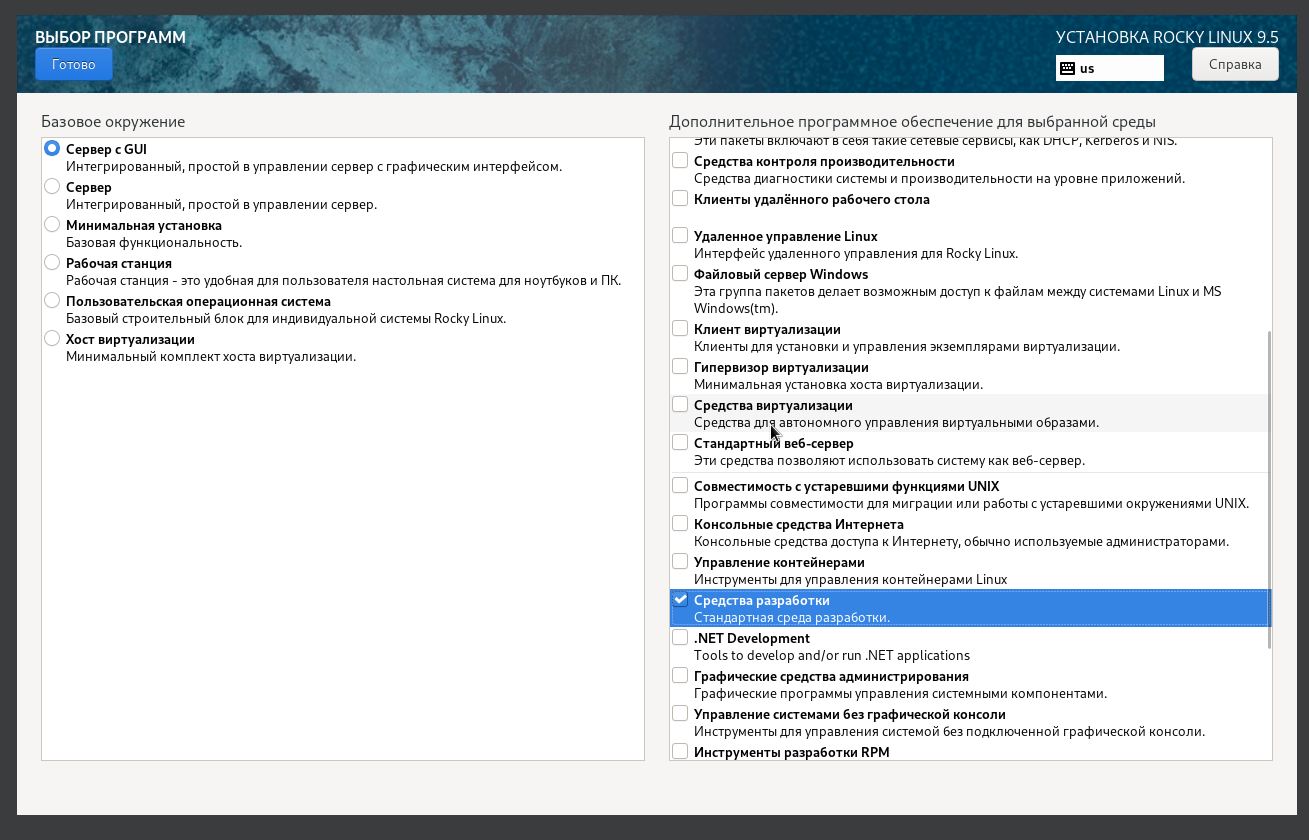 ВЫБОР ПРОГРАММ
УСТАНОВКА ROCKY LINUX 9.5
Готово
us
Справка
Базовое окружение
Сервер с GUI
Интегрированный, простой в управлении сервер с графическим интерфейсом.
Сервер
Интегрированный, простой в управлении сервер.
Минимальная установка
Базовая функциональность.
Рабочая станция
Рабочая станция - это удобная для пользователя настольная система для ноутбуков и ПК.
Пользовательская операционная система
Базовый строительный блок для индивидуальной системы Rocky Linux.
Хост виртуализации
Минимальный комплект хоста виртуализации.
Дополнительное программное обеспечение для выбранной среды
Эти пакеты включают в себя такие сетевые сервисы, как DHCP, Kerberos и NIS.
Средства контроля производительности
Средства диагностики системы и производительности на уровне приложений.
Клиенты удалённого рабочего стола
Удаленное управление Linux
Интерфейс удаленного управления для Rocky Linux.
Файловый сервер Windows
Эта группа пакетов делает возможным доступ к файлам между системами Linux и MS
Windows(tm).
Клиент виртуализации
Клиенты для установки и управления экземплярами виртуализации.
Гипервизор виртуализации
Минимальная установка хоста виртуализации.
Средства виртуализации
Средства для автономного управления виртуальными образами.
Стандартный веб-сервер
Эти средства позволяют использовать систему как веб-сервер.
Совместимость с устаревшими функциями UNIX
Программы совместимости для миграции или работы с устаревшими окружениями UNIX.
Консольные средства Интернета
Консольные средства доступа к Интернету, обычно используемые администраторами.
Управление контейнерами
Инструменты для управления контейнерами Linux
Средства разработки
Стандартная среда разработки.
.NET Development
Tools to develop and/or run .NET applications
Графические средства администрирования
Графические программы управления системными компонентами.
Управление системами без графической консоли
Инструменты для управления системой без подключенной графической консоли.
Инструменты разработки RPM